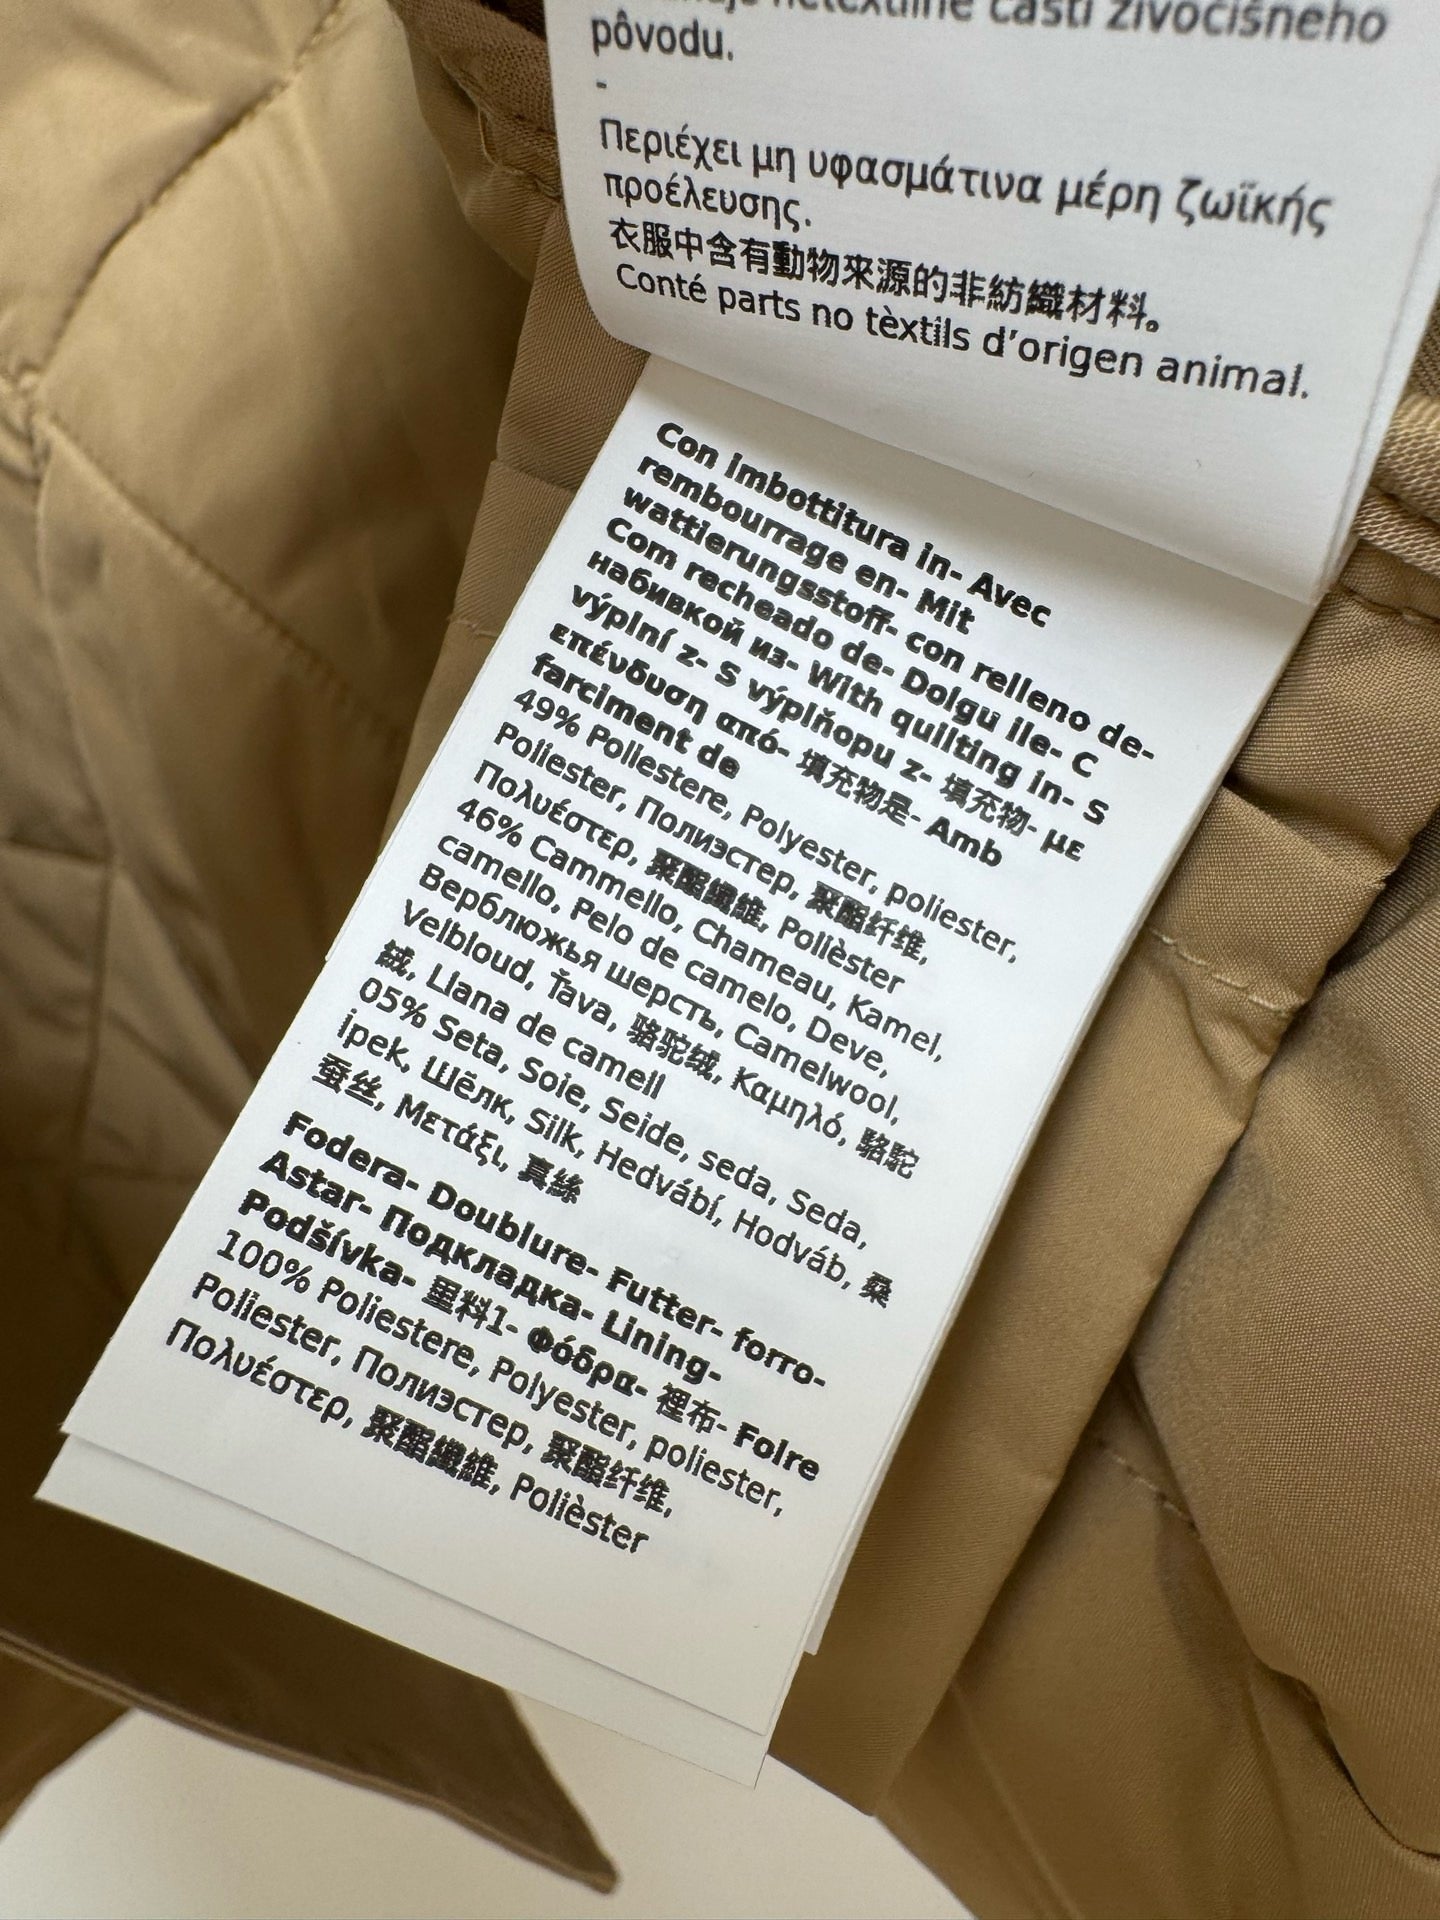 netextilné časti živočíšneho
pôvodu.
-
Περιέχει μη υφασμάτινα μέρη ζωϊκής
προέλευσης.
衣服中含有動物來源的非紡織材料。
Conté parts no tèxtils d'origen animal.
Con Imbottitura in- Avec
rembourrage en- Mit
wattierungsstoff- con relleno de-
Com recheado de- Dolgu ile- C
набивкой из- With quilting in- S
výplní z- S výplňopu z- 填充物- με
επένδυση από- 填充物是- Amb
farciment de
49% Poliestere, Polyester, poliester,
Poliester, Полиэстер, 聚酯纤维,
Πολυέστερ, 聚酯纖維, Polièster
46% Cammello, Chameau, Kamel,
camello, Pelo de camelo, Deve,
Верблюжья шерсть, Camelwool,
Velbloud, Ťava, 骆驼绒, Καμηλό, 駱駝
絨, Llana de camell
05% Seta, Soie, Seide, seda, Seda,
İpek, Шёлк, Silk, Hedvábí, Hodváb, 桑
蚕丝, Μετάξι, 真絲
Fodera- Doublure- Futter- forro-
Astar- Подкладка- Lining-
Podšívka- 里料1- Φόδρα- 裡布- Folre
100% Poliestere, Polyester, poliester,
Poliester, Полиэстер, 聚酯纤维,
Πολυέστερ, 聚酯纖維, Polièster